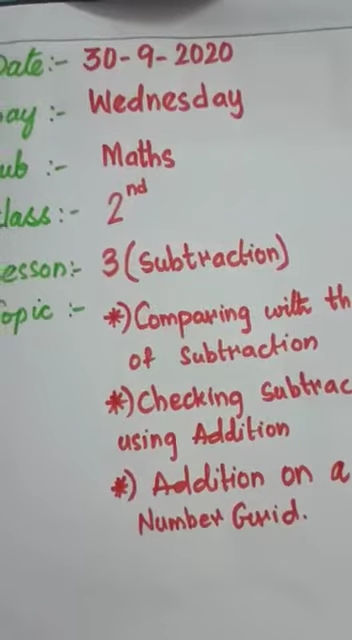 ate:- 30-9-2020
ay:- Wednesday
ub:- Maths
lass:- 2nd
esson:- 3 (Subtraction)
opic:- *) Comparing with th
of Subtraction
*) Checking Subtrac
using Addition
*) Addition on a
Number Grid.